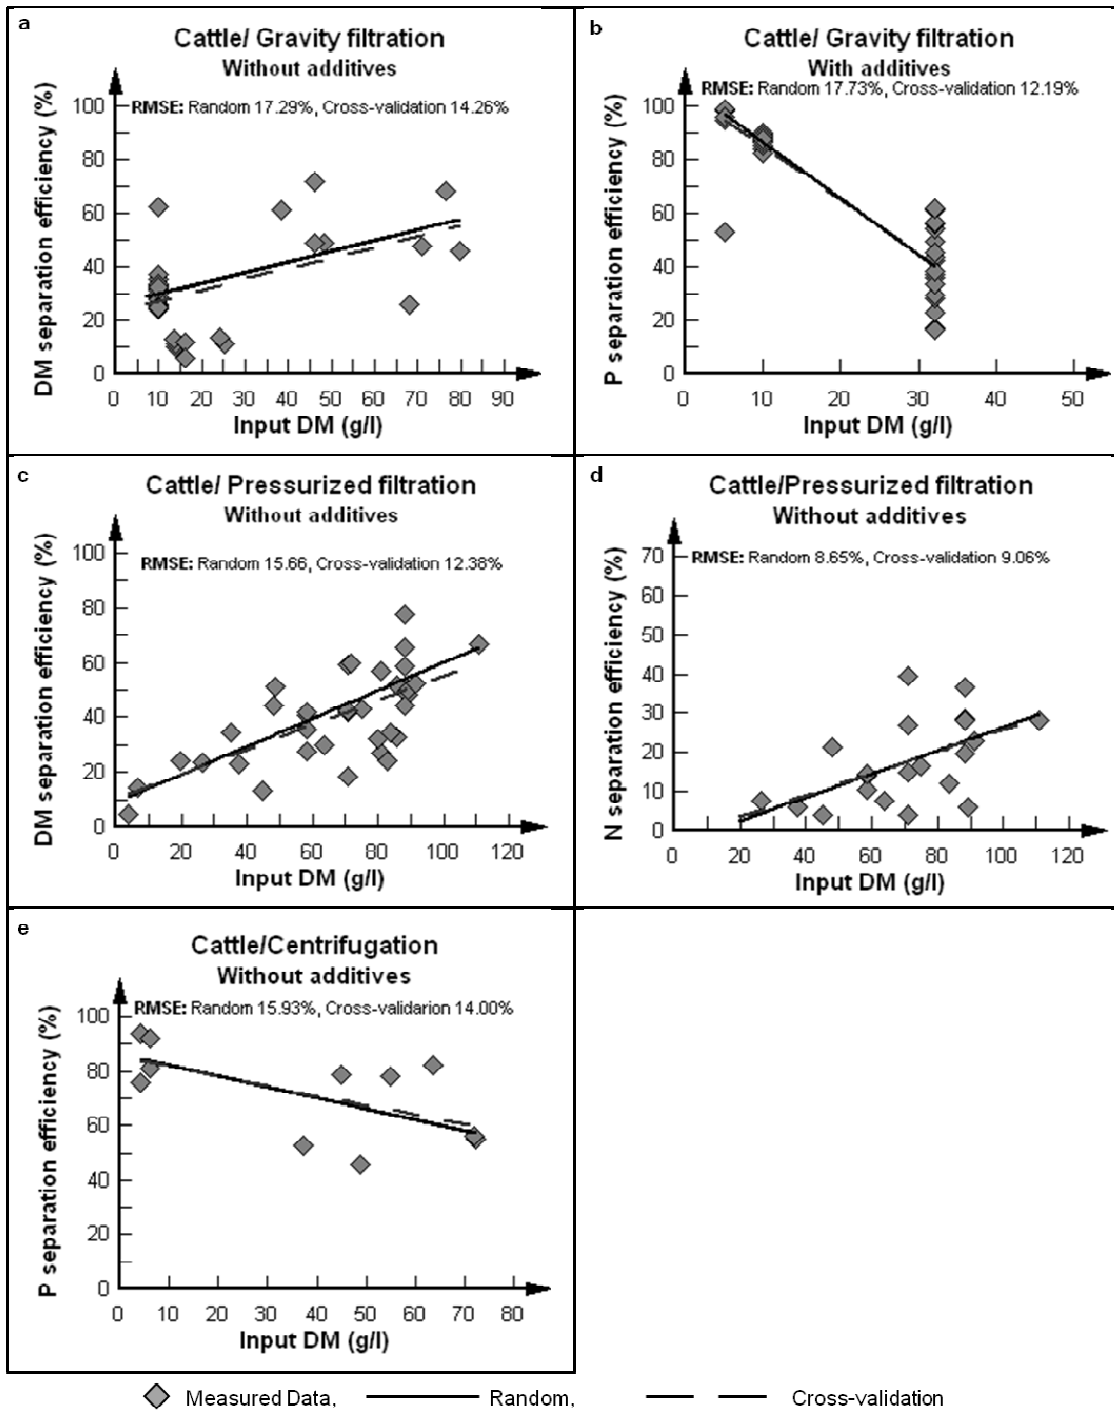 a
Cattle/ Gravity filtration
Without additives
RMSE: Random 17.29%, Cross-validation 14.26%
DM separation efficiency (%)
100
80
60
40
20
0
0 10 20 30 40 50 60 70 80 90
Input DM (g/l)
b
Cattle/ Gravity filtration
With additives
RMSE: Random 17.73%, Cross-validation 12.19%
P separation efficiency (%)
100
80
60
40
20
0
0 10 20 30 40 50
Input DM (g/l)
c
Cattle/ Pressurized filtration
Without additives
RMSE: Random 15.66, Cross-validation 12.38%
DM separation efficiency (%)
100
80
60
40
20
0
0 20 40 60 80 100 120
Input DM (g/l)
d
Cattle/Pressurized filtration
Without additives
RMSE: Random 8.65%, Cross-validation 9.06%
N separation efficiency (%)
70
60
50
40
30
20
10
0
0 20 40 60 80 100 120
Input DM (g/l)
e
Cattle/Centrifugation
Without additives
RMSE: Random 15.93%, Cross-validarion 14.00%
P separation efficiency (%)
100
80
60
40
20
0
0 10 20 30 40 50 60 70 80
Input DM (g/l)
Measured Data, Random, Cross-validation